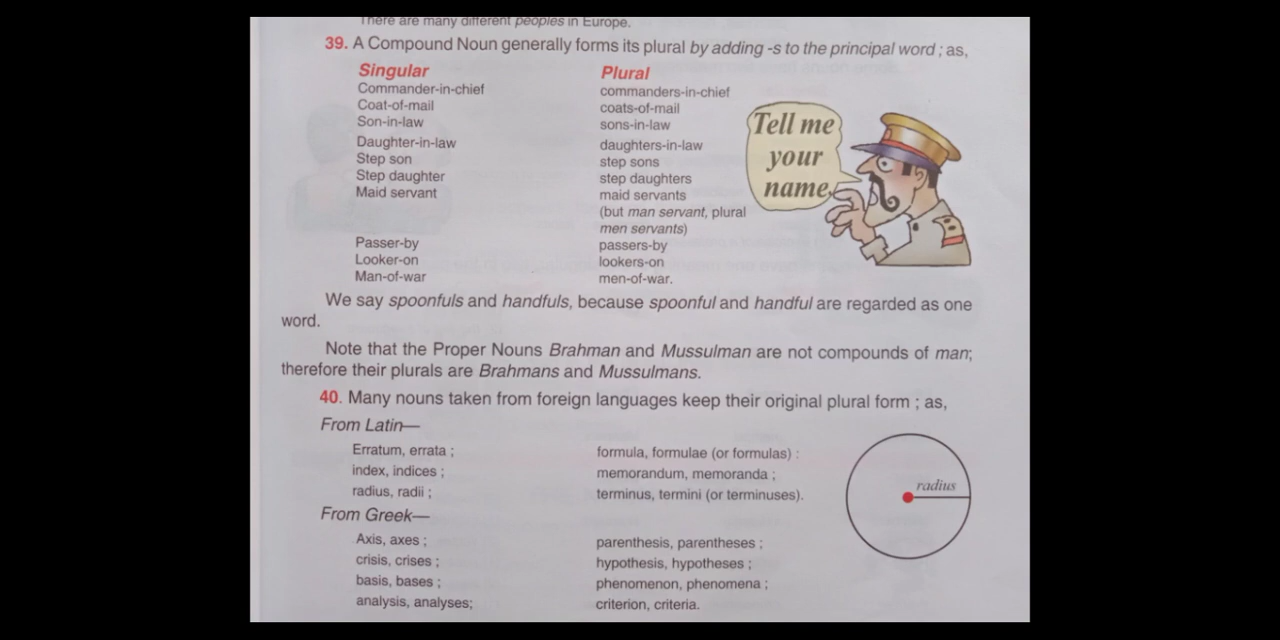 There are many different peoples in Europe.
39. A Compound Noun generally forms its plural by adding -s to the principal word ; as,
Singular Plural
Commander-in-chief commanders-in-chief
Coat-of-mail coats-of-mail
Son-in-law sons-in-law
Daughter-in-law daughters-in-law
Step son step sons
Step daughter step daughters
Maid servant maid servants
(but man servant, plural
men servants)
Passer-by passers-by
Looker-on lookers-on
Man-of-war men-of-war.
Tell me
your
name.
We say spoonfuls and handfuls, because spoonful and handful are regarded as one
word.
Note that the Proper Nouns Brahman and Mussulman are not compounds of man;
therefore their plurals are Brahmans and Mussulmans.
40. Many nouns taken from foreign languages keep their original plural form ; as,
From Latin—
Erratum, errata ; formula, formulae (or formulas) :
index, indices ; memorandum, memoranda ;
radius, radii ; terminus, termini (or terminuses).
radius
From Greek—
Axis, axes ; parenthesis, parentheses ;
crisis, crises ; hypothesis, hypotheses ;
basis, bases ; phenomenon, phenomena ;
analysis, analyses; criterion, criteria.